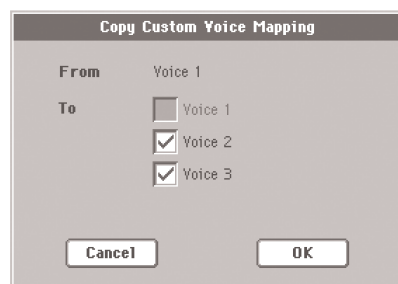 Copy Custom Voice Mapping
From Voice 1
To Voice 1
Voice 2
Voice 3
Cancel OK